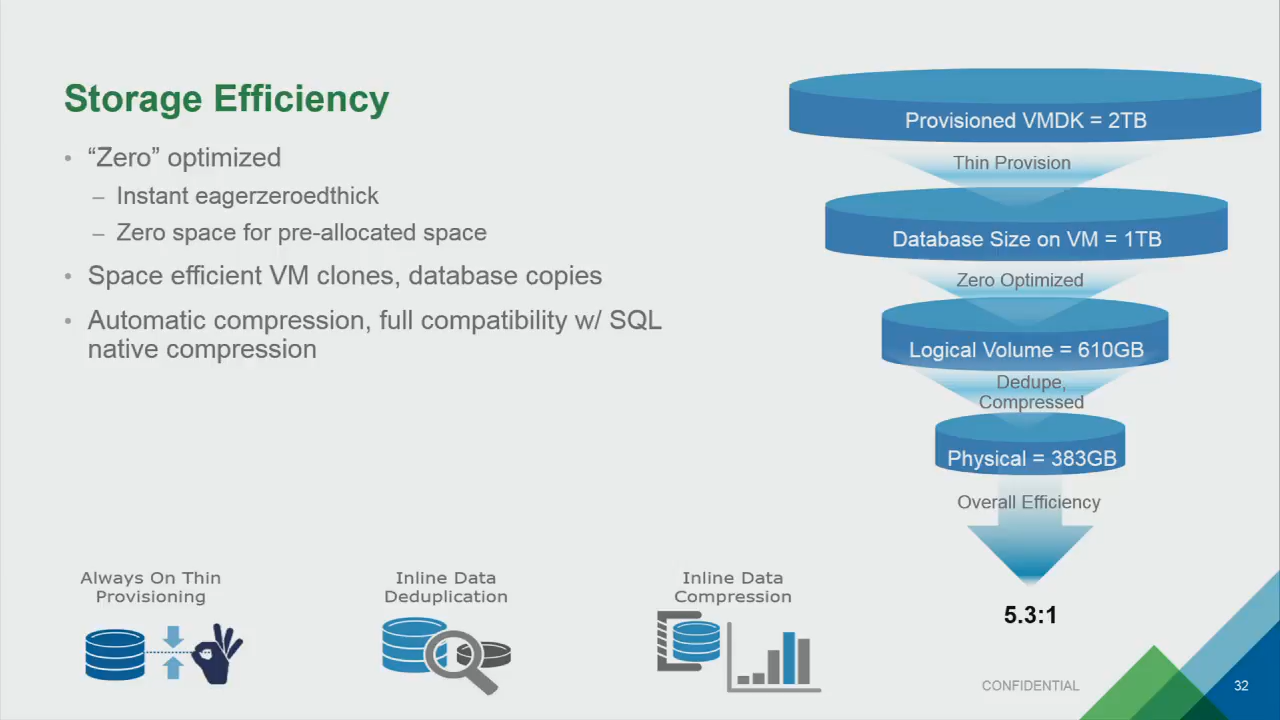 Storage Efficiency
• “Zero” optimized
– Instant eagerzeroedthick
– Zero space for pre-allocated space
• Space efficient VM clones, database copies
• Automatic compression, full compatibility w/ SQL
native compression
Provisioned VMDK = 2TB
Thin Provision
Database Size on VM = 1TB
Zero Optimized
Logical Volume = 610GB
Dedupe,
Compressed
Physical = 383GB
Overall Efficiency
5.3:1
Always On Thin
Provisioning
Inline Data
Deduplication
Inline Data
Compression
CONFIDENTIAL
32